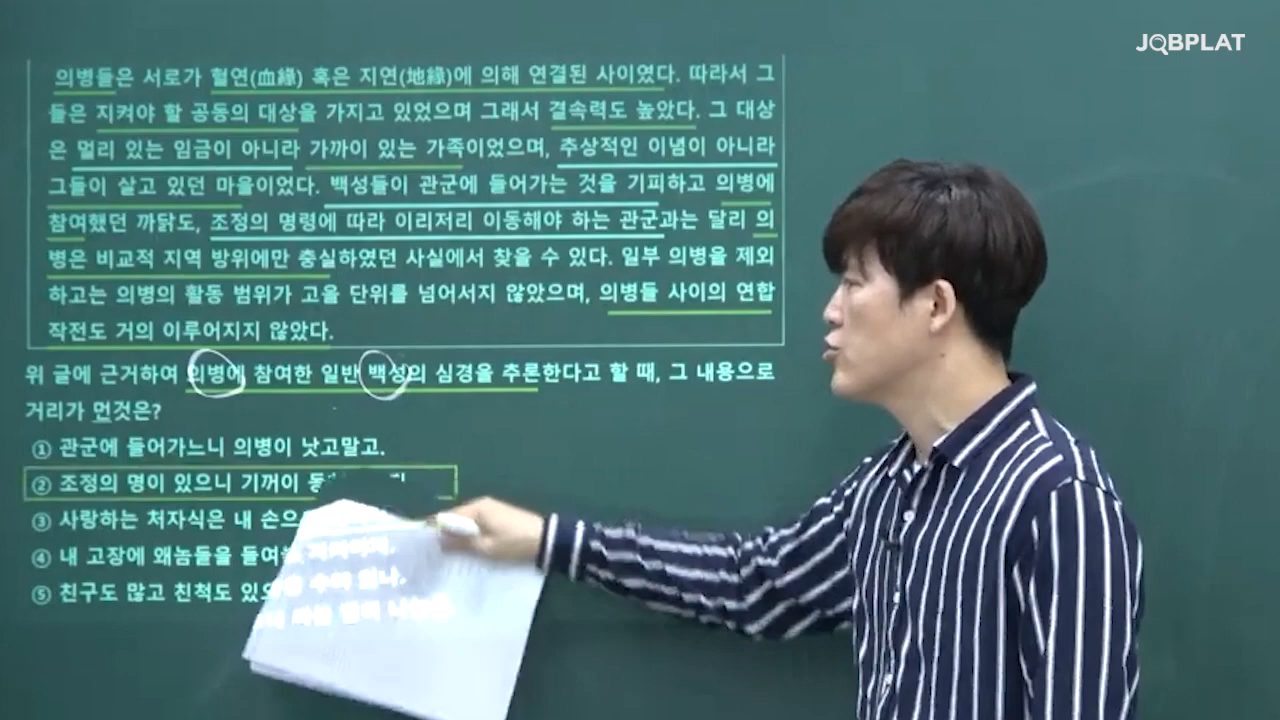 JOBPLAT
의병들은 서로가 혈연(血緣) 혹은 지연(地緣)에 의해 연결된 사이였다. 따라서 그
들은 지켜야 할 공동의 대상을 가지고 있었으며 그래서 결속력도 높았다. 그 대상
은 멀리 있는 임금이 아니라 가까이 있는 가족이었으며, 추상적인 이념이 아니라
그들이 살고 있던 마을이었다. 백성들이 관군에 들어가는 것을 기피하고 의병에
참여했던 까닭도, 조정의 명령에 따라 이리저리 이동해야 하는 관군과는 달리 의
병은 비교적 지역 방위에만 충실하였던 사실에서 찾을 수 있다. 일부 의병을 제외
하고는 의병의 활동 범위가 고을 단위를 넘어서지 않았으며, 의병들 사이의 연합
작전도 거의 이루어지지 않았다.
위 글에 근거하여 의병에 참여한 일반 백성의 심경을 추론한다고 할 때, 그 내용으로
거리가 먼것은?
① 관군에 들어가느니 의병이 낫고말고.
② 조정의 명이 있으니 기꺼이
③ 사랑하는 처자식은 내 손으
④ 내 고장에 왜놈들을
⑤ 친구도 많고 친척도